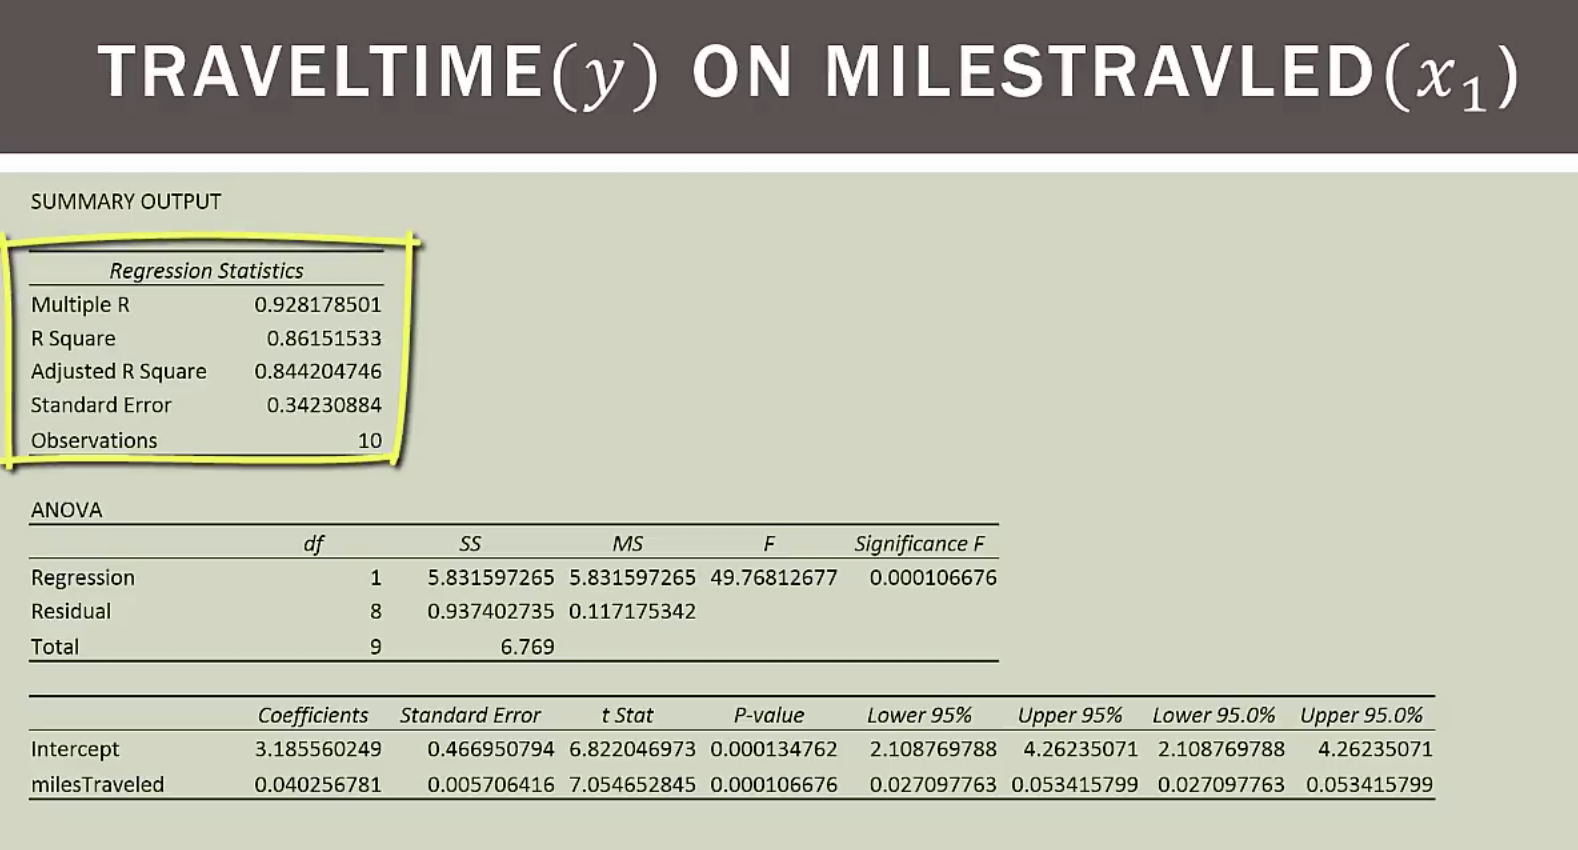 TRAVELTIME(y) ON MILESTRAVLED(x₁)
SUMMARY OUTPUT
Regression Statistics
Multiple R 0.928178501
R Square 0.86151533
Adjusted R Square 0.844204746
Standard Error 0.34230884
Observations 10
ANOVA
df SS MS F Significance F
Regression 1 5.831597265 5.831597265 49.76812677 0.000106676
Residual 8 0.937402735 0.117175342
Total 9 6.769
Coefficients Standard Error t Stat P-value Lower 95% Upper 95% Lower 95.0% Upper 95.0%
Intercept 3.185560249 0.466950794 6.822046973 0.000134762 2.108769788 4.26235071 2.108769788 4.26235071
milesTraveled 0.040256781 0.005706416 7.054652845 0.000106676 0.027097763 0.053415799 0.027097763 0.053415799